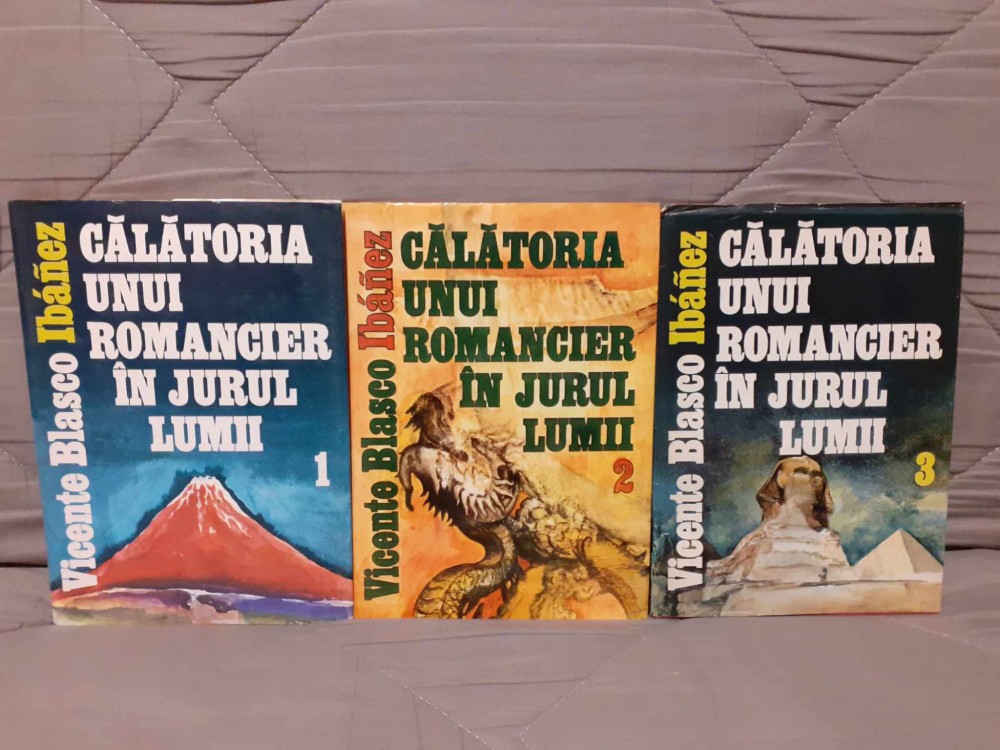 Vicente Blasco Ibáñez
CĂLĂTORIA
UNUI
ROMANCIER
ÎN JURUL
LUMII
1
Vicente Blasco Ibáñez
CĂLĂTORIA
UNUI
ROMANCIER
ÎN JURUL
LUMII
2
Vicente Blasco Ibáñez
CĂLĂTORIA
UNUI
ROMANCIER
ÎN JURUL
LUMII
3